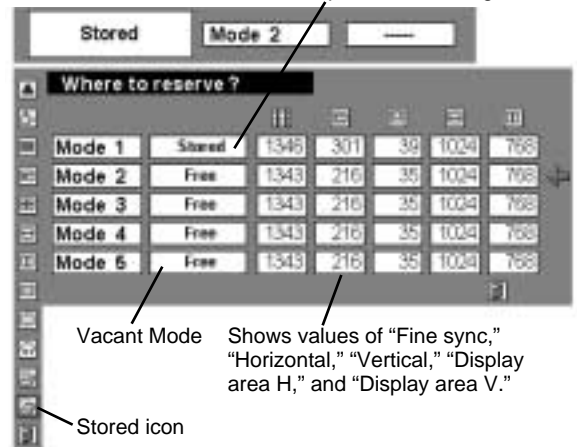 Stored Mode 2 -----
Where to reserve ?
Mode 1 Stored 1346 301 39 1024 768
Mode 2 Free 1343 216 35 1024 768
Mode 3 Free 1343 216 35 1024 768
Mode 4 Free 1343 216 35 1024 768
Mode 5 Free 1343 216 35 1024 768
Vacant Mode
Shows values of “Fine sync,”
“Horizontal,” “Vertical,” “Display
area H,” and “Display area V.”
Stored icon